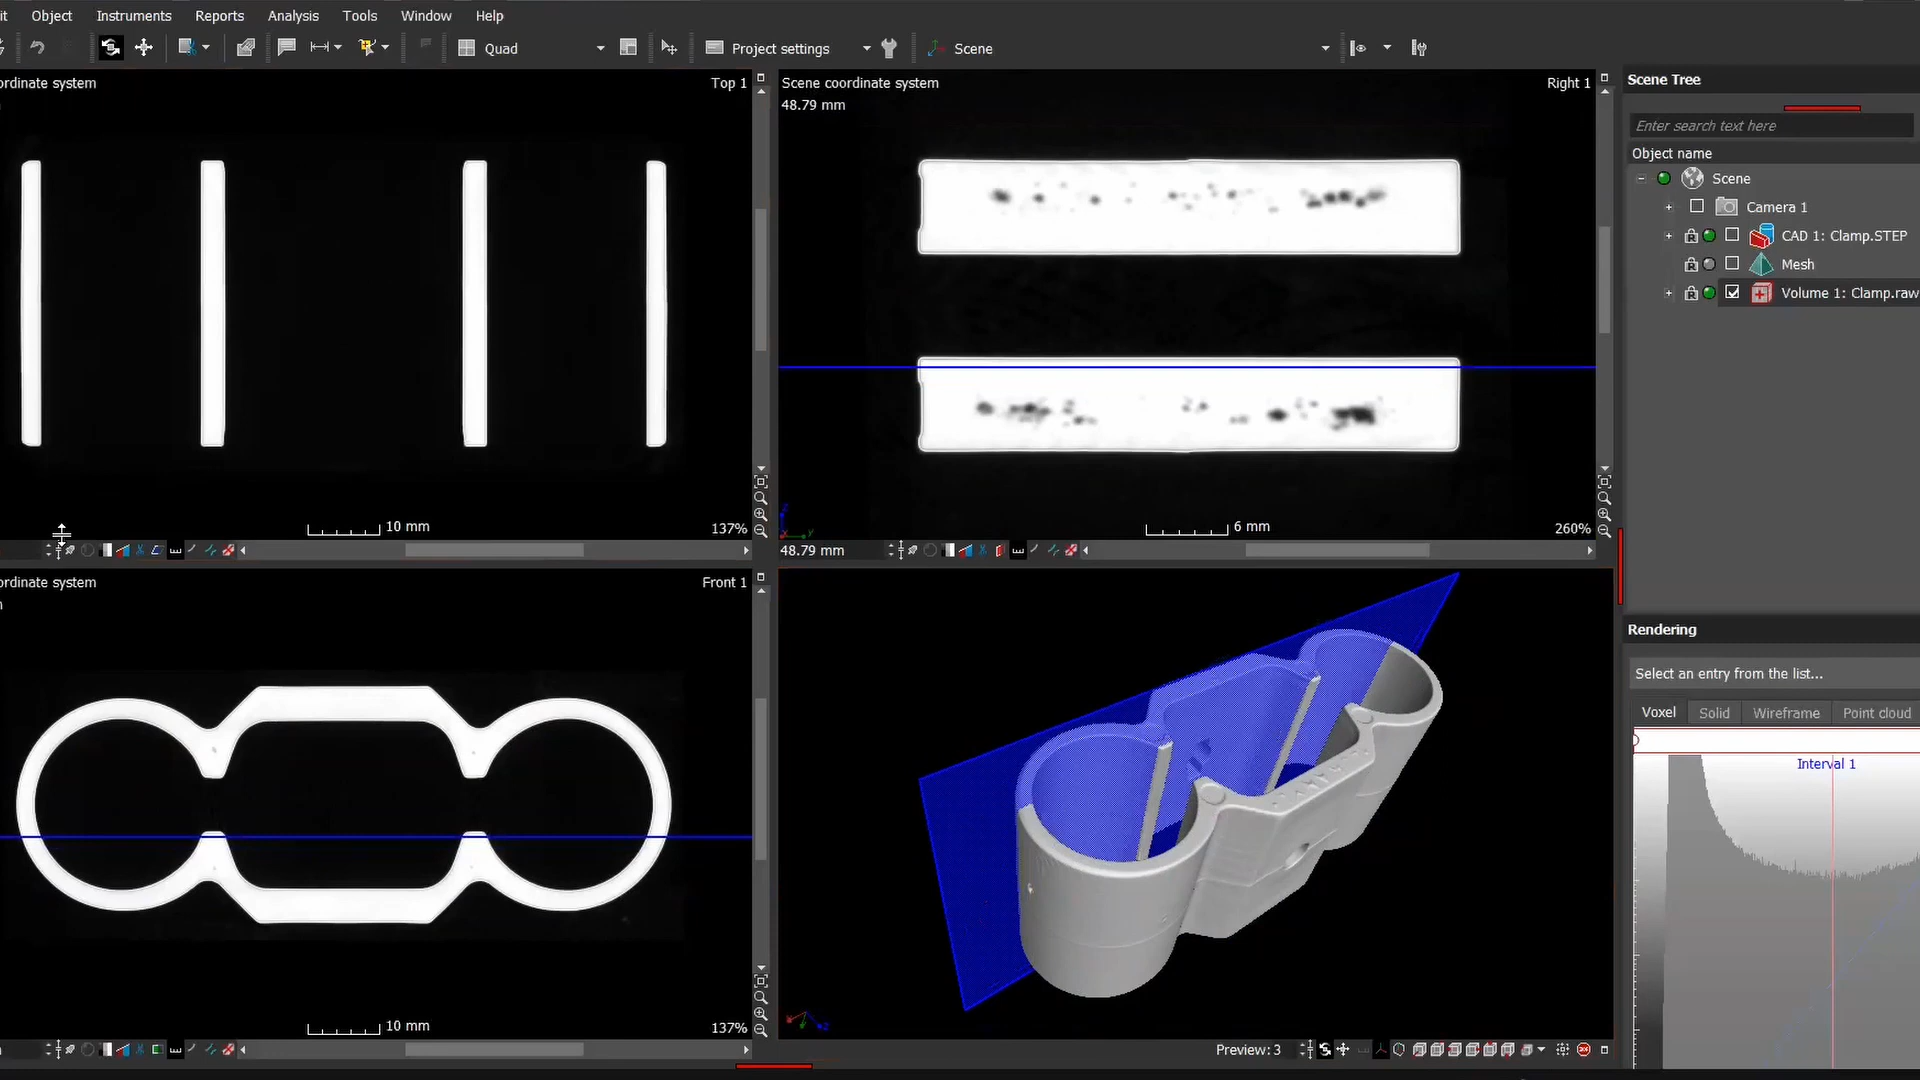 it Object Instruments Reports Analysis Tools Window Help
Quad Project settings Scene
ordinate system Top 1
10 mm 137%
Scene coordinate system Right 1
48.79 mm
6 mm 260%
48.79 mm
ordinate system Front 1
10 mm 137%
Preview: 3
Scene Tree
Enter search text here
Object name
Scene
Camera 1
CAD 1: Clamp.STEP
Mesh
Volume 1: Clamp.raw
Rendering
Select an entry from the list...
Voxel Solid Wireframe Point cloud
Interval 1